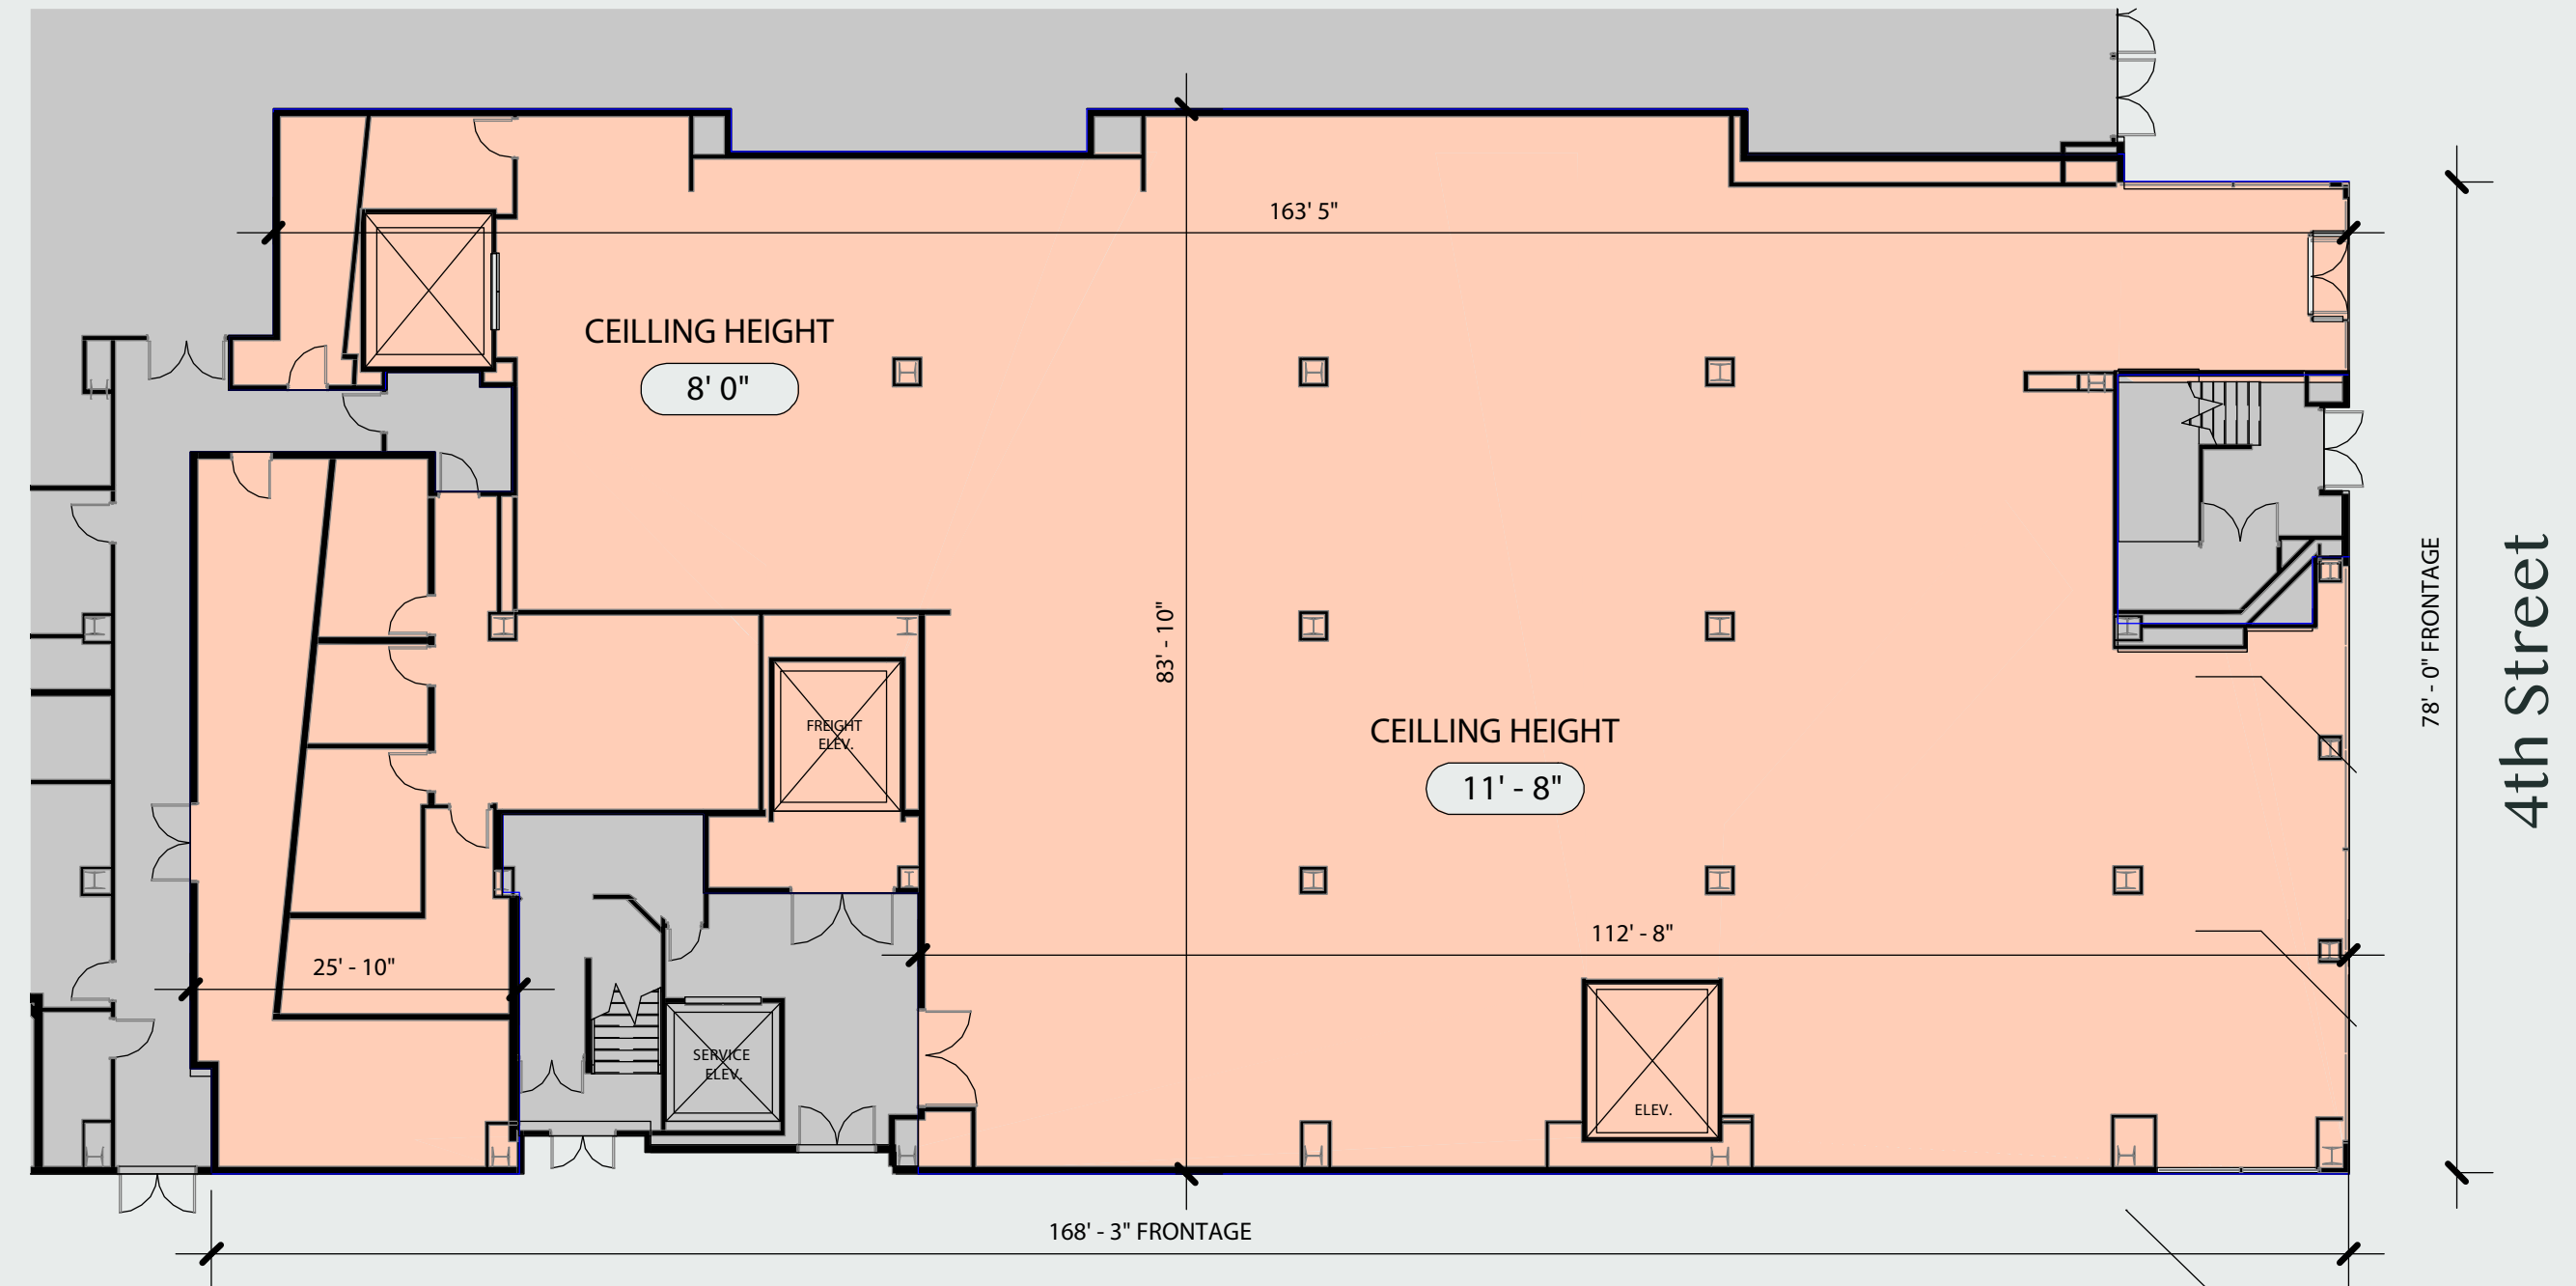 163' 5"
CEILLING HEIGHT
8' 0"
83' - 10"
78' - 0" FRONTAGE
4th Street
FREIGHT
ELEV.
CEILLING HEIGHT
11' - 8"
112' - 8"
25' - 10"
SERVICE
ELEV.
ELEV.
168' - 3" FRONTAGE